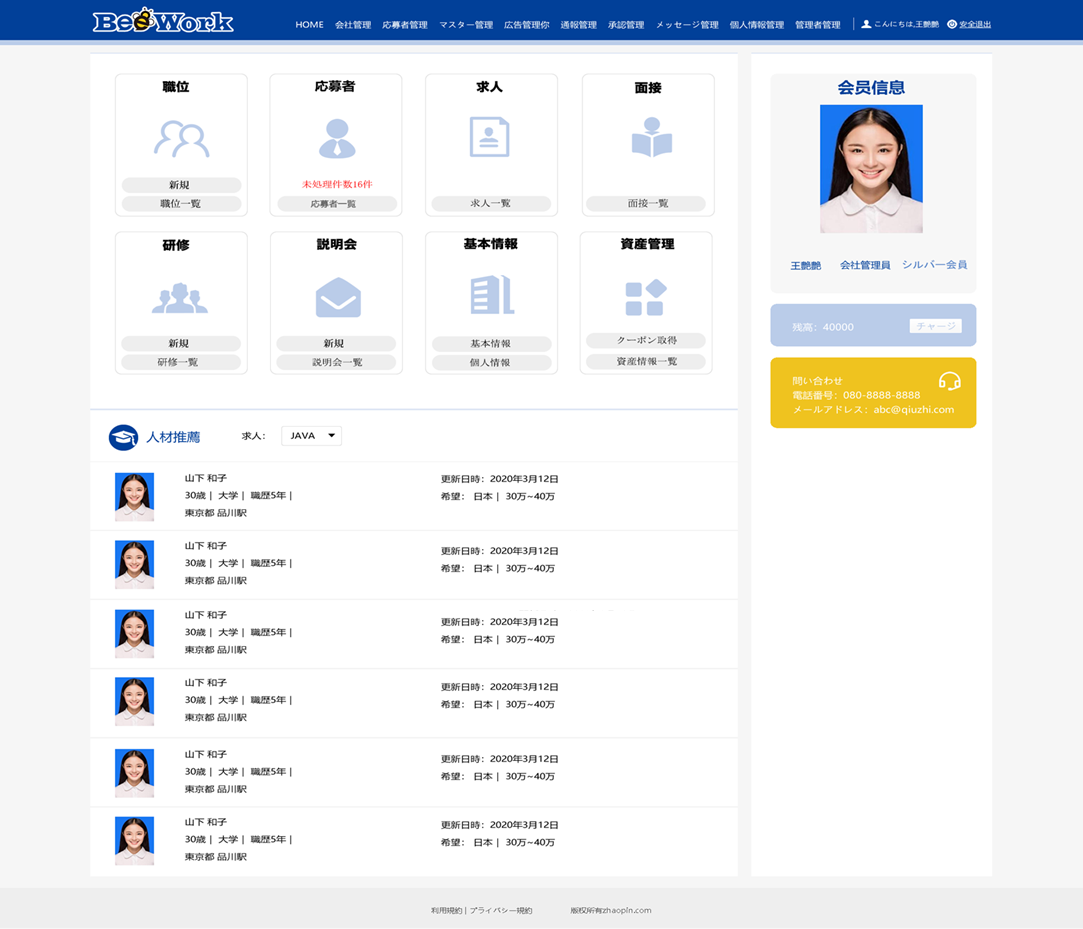 BeeWork
HOME 会社管理 応募者管理 マスター管理 広告管理你 通報管理 承認管理 メッセージ管理 個人情報管理 管理者管理 こんにちは,王艶艶 安全退出
職位
新規
職位一覧
応募者
未処理件数16件
応募者一覧
求人
求人一覧
面接
面接一覧
研修
新規
研修一覧
説明会
新規
説明会一覧
基本情報
基本情報
個人情報
資産管理
クーポン取得
資産情報一覧
会员信息
王艶艶 会社管理員 シルバー会員
残高：40000 チャージ
問い合わせ
電話番号：080-8888-8888
メールアドレス：abc@qiuzhi.com
人材推薦 求人： JAVA
山下 和子
30歳 | 大学 | 職歴5年 |
東京都 品川駅
更新日時：2020年3月12日
希望： 日本 | 30万~40万
山下 和子
30歳 | 大学 | 職歴5年 |
東京都 品川駅
更新日時：2020年3月12日
希望： 日本 | 30万~40万
山下 和子
30歳 | 大学 | 職歴5年 |
東京都 品川駅
更新日時：2020年3月12日
希望： 日本 | 30万~40万
山下 和子
30歳 | 大学 | 職歴5年 |
東京都 品川駅
更新日時：2020年3月12日
希望： 日本 | 30万~40万
山下 和子
30歳 | 大学 | 職歴5年 |
東京都 品川駅
更新日時：2020年3月12日
希望： 日本 | 30万~40万
山下 和子
30歳 | 大学 | 職歴5年 |
東京都 品川駅
更新日時：2020年3月12日
希望： 日本 | 30万~40万
利用規約 | プライバシー規約 版权所有zhaopin.com